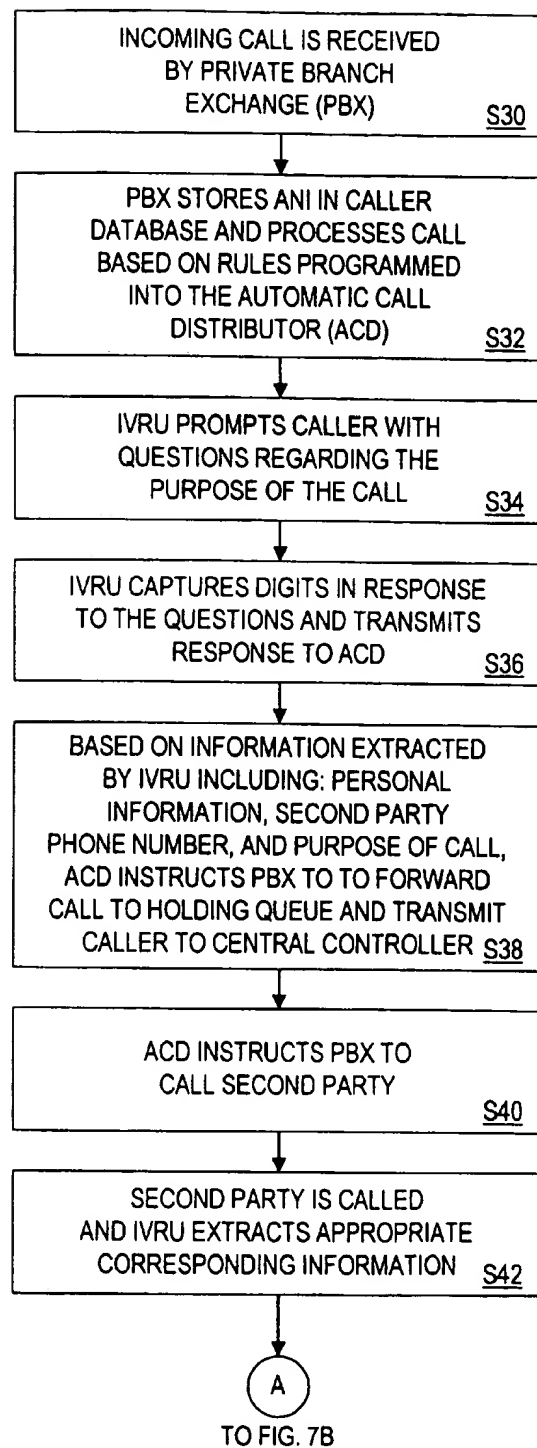 INCOMING CALL IS RECEIVED
BY PRIVATE BRANCH
EXCHANGE (PBX)
S30
PBX STORES ANI IN CALLER
DATABASE AND PROCESSES CALL
BASED ON RULES PROGRAMMED
INTO THE AUTOMATIC CALL
DISTRIBUTOR (ACD)
S32
IVRU PROMPTS CALLER WITH
QUESTIONS REGARDING THE
PURPOSE OF THE CALL
S34
IVRU CAPTURES DIGITS IN RESPONSE
TO THE QUESTIONS AND TRANSMITS
RESPONSE TO ACD
S36
BASED ON INFORMATION EXTRACTED
BY IVRU INCLUDING: PERSONAL
INFORMATION, SECOND PARTY
PHONE NUMBER, AND PURPOSE OF CALL,
ACD INSTRUCTS PBX TO TO FORWARD
CALL TO HOLDING QUEUE AND TRANSMIT
CALLER TO CENTRAL CONTROLLER S38
ACD INSTRUCTS PBX TO
CALL SECOND PARTY
S40
SECOND PARTY IS CALLED
AND IVRU EXTRACTS APPROPRIATE
CORRESPONDING INFORMATION
S42
A
TO FIG. 7B